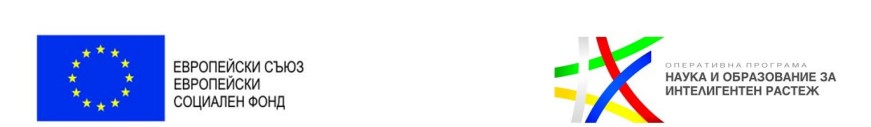 ЕВРОПЕЙСКИ СЪЮЗ
ЕВРОПЕЙСКИ
СОЦИАЛЕН ФОНД
ОПЕРАТИВНА ПРОГРАМА
НАУКА И ОБРАЗОВАНИЕ ЗА
ИНТЕЛИГЕНТЕН РАСТЕЖ